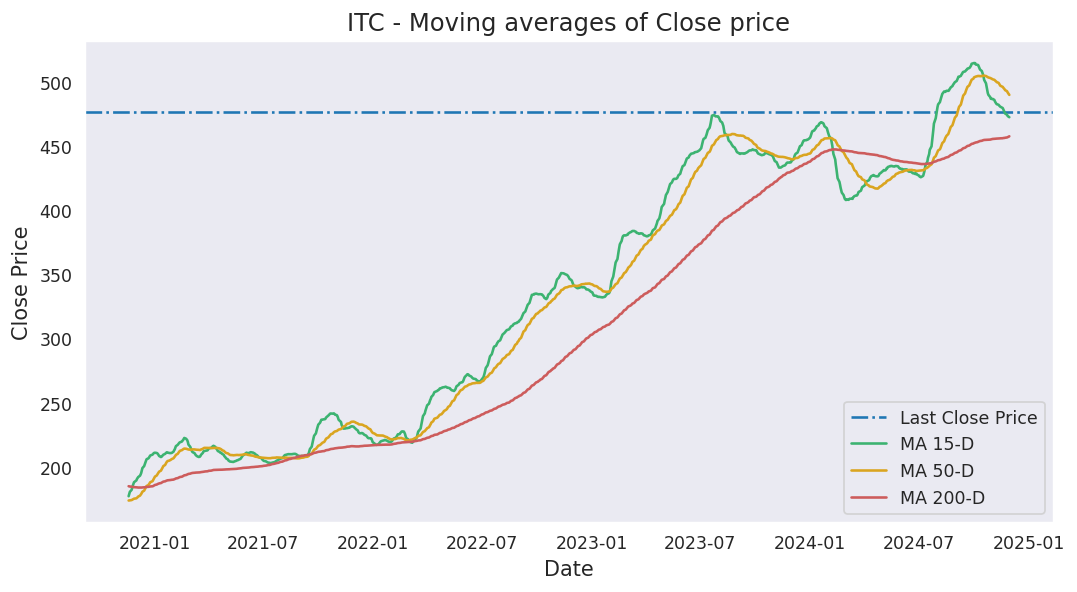 ITC - Moving averages of Close price
Close Price
500
450
400
350
300
250
200
Last Close Price
MA 15-D
MA 50-D
MA 200-D
2021-01
2021-07
2022-01
2022-07
2023-01
2023-07
2024-01
2024-07
2025-01
Date